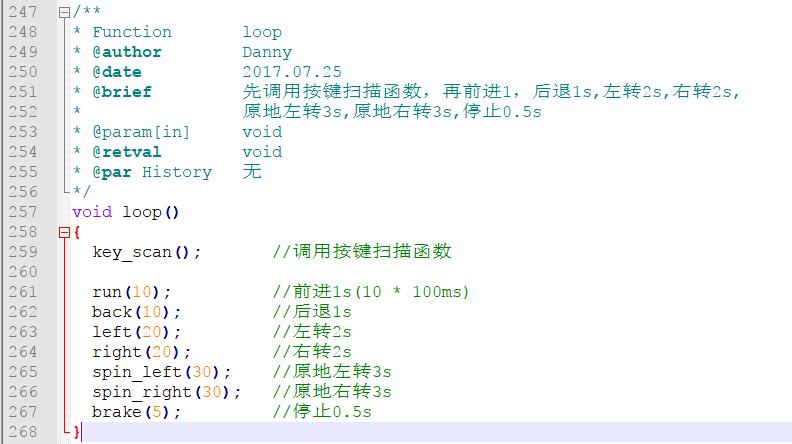 247 /**
248 * Function       loop
249 * @author        Danny
250 * @date          2017.07.25
251 * @brief         先调用按键扫描函数，再前进1，后退1s,左转2s,右转2s,
252 *                原地左转3s,原地右转3s,停止0.5s
253 * @param[in]     void
254 * @retval        void
255 * @par History   无
256 */
257 void loop()
258 {
259   key_scan();       //调用按键扫描函数
260
261   run(10);          //前进1s(10 * 100ms)
262   back(10);         //后退1s
263   left(20);         //左转2s
264   right(20);        //右转2s
265   spin_left(30);    //原地左转3s
266   spin_right(30);   //原地右转3s
267   brake(5);         //停止0.5s
268 }